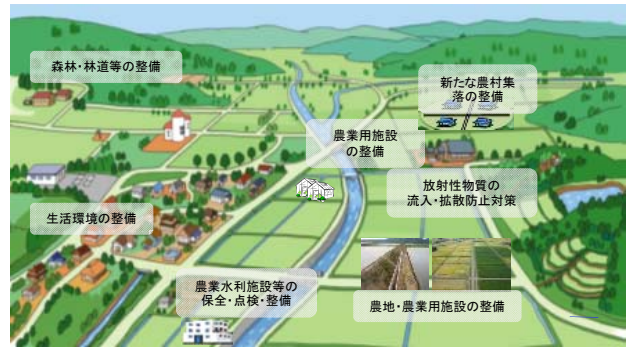 森林・林道等の整備
新たな農村集
落の整備
農業用施設
の整備
放射性物質の
流入・拡散防止対策
生活環境の整備
農業水利施設等の
保全・点検・整備
農地・農業用施設の整備